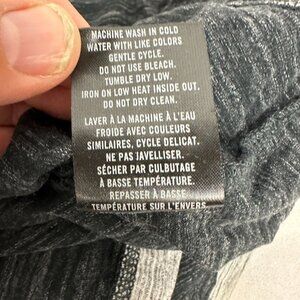 MACHINE WASH IN COLD
WATER WITH LIKE COLORS
GENTLE CYCLE.
DO NOT USE BLEACH.
TUMBLE DRY LOW.
IRON ON LOW HEAT INSIDE OUT.
DO NOT DRY CLEAN.
LAVER À LA MACHINE À L'EAU
FROIDE AVEC COULEURS
SIMILAIRES, CYCLE DELICAT.
NE PAS JAVELLISER.
SÉCHER PAR CULBUTAGE
À BASSE TEMPÉRATURE.
REPASSER À BASSE
TEMPÉRATURE SUR L'ENVERS